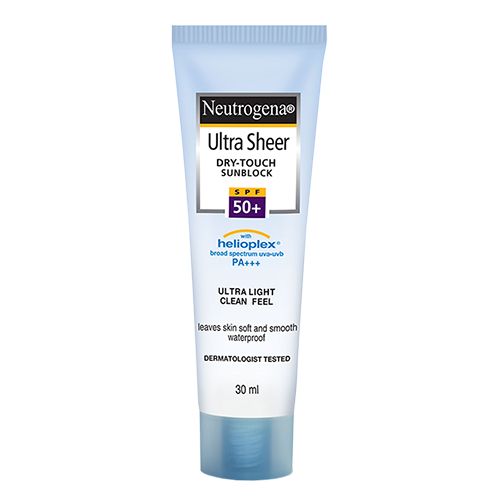 Neutrogena®
Ultra Sheer
DRY-TOUCH
SUNBLOCK
SPF
50+
with
helioplex®
broad spectrum uva-uvb
PA+++
ULTRA LIGHT
CLEAN FEEL
leaves skin soft and smooth
waterproof
DERMATOLOGIST TESTED
30 ml